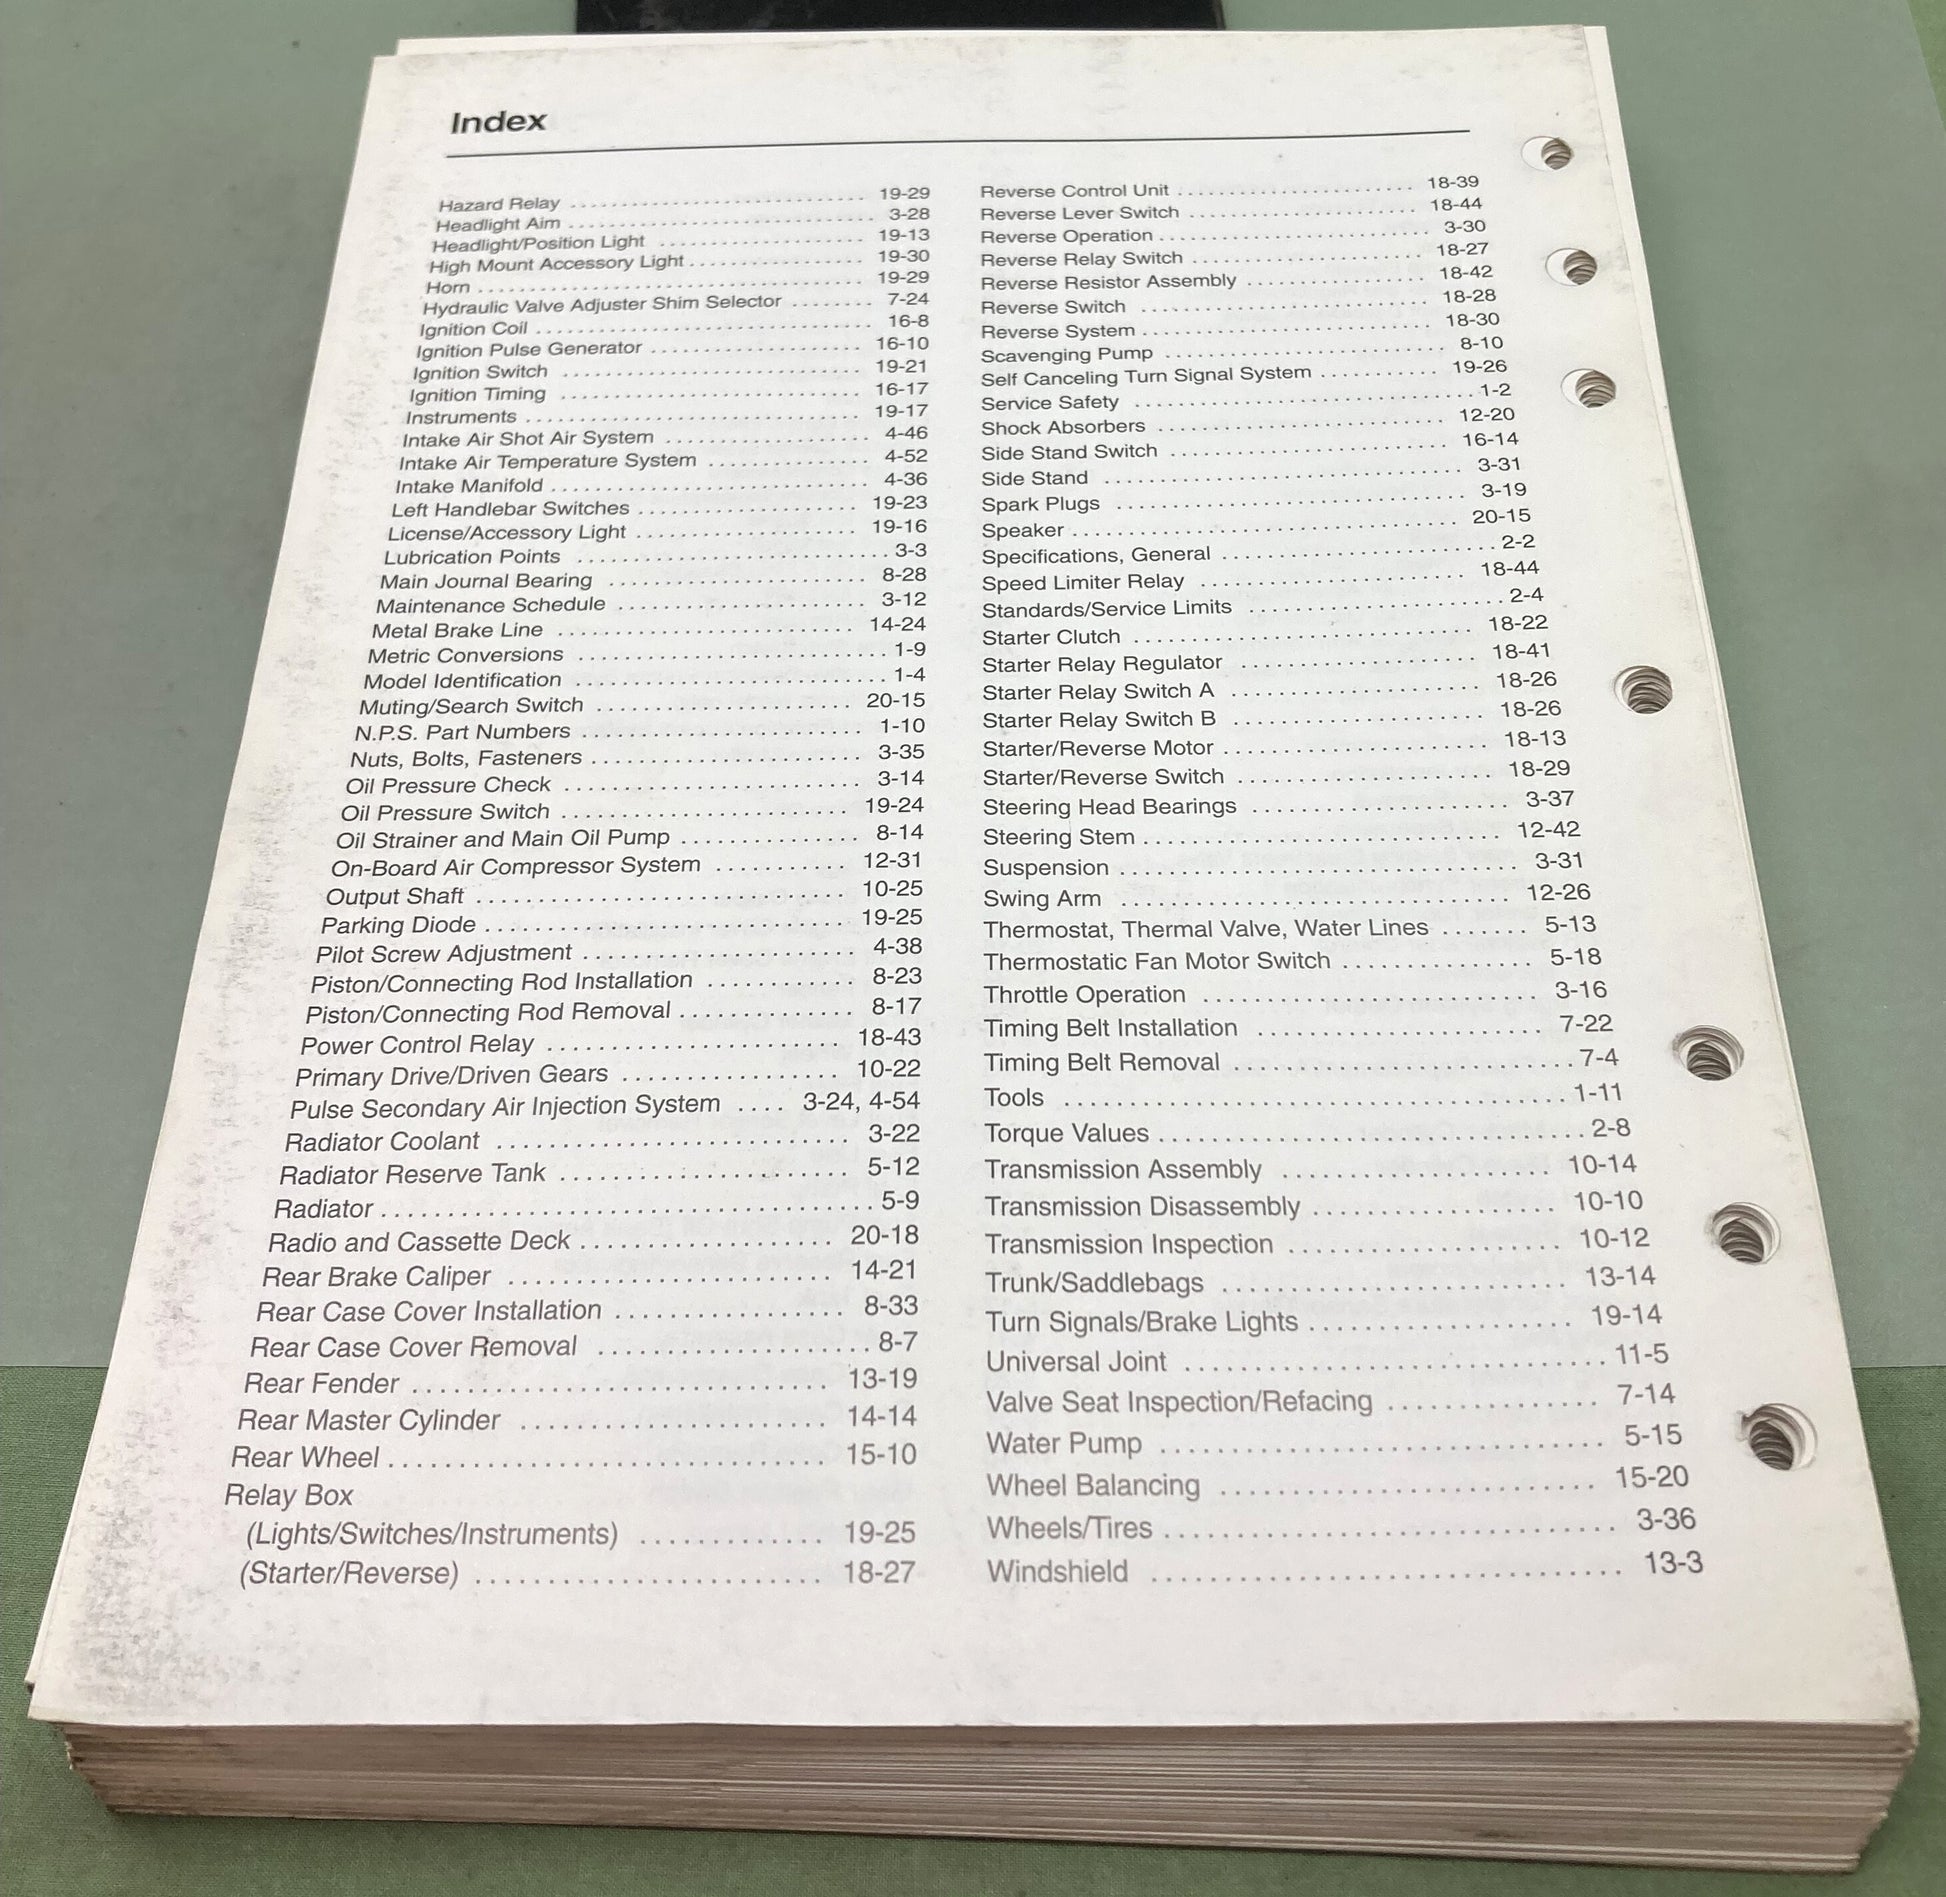 Index
Hazard Relay ............................ 19-29
Headlight Aim ........................... 3-28
Headlight/Position Light .................. 19-13
High Mount Accessory Light ............... 19-30
Horn .................................... 19-29
Hydraulic Valve Adjuster Shim Selector ........ 7-24
Ignition Coil .............................. 16-8
Ignition Pulse Generator ................... 16-10
Ignition Switch ........................... 19-21
Ignition Timing ........................... 16-17
Instruments .............................. 19-17
Intake Air Shot Air System .................. 4-46
Intake Air Temperature System .............. 4-52
Intake Manifold ........................... 4-36
Left Handlebar Switches ................... 19-23
License/Accessory Light ................... 19-16
Lubrication Points .......................... 3-3
Main Journal Bearing ...................... 8-28
Maintenance Schedule ..................... 3-12
Metal Brake Line ......................... 14-24
Metric Conversions ......................... 1-9
Model Identification ......................... 1-4
Muting/Search Switch ..................... 20-15
N.P.S. Part Numbers ....................... 1-10
Nuts, Bolts, Fasteners ...................... 3-35
Oil Pressure Check ........................ 3-14
Oil Pressure Switch ....................... 19-24
Oil Strainer and Main Oil Pump .............. 8-14
On-Board Air Compressor System ........... 12-31
Output Shaft .............................. 10-25
Parking Diode ............................. 19-25
Pilot Screw Adjustment ...................... 4-38
Piston/Connecting Rod Installation ............ 8-23
Piston/Connecting Rod Removal .............. 8-17
Power Control Relay ........................ 18-43
Primary Drive/Driven Gears ................. 10-22
Pulse Secondary Air Injection System .... 3-24, 4-54
Radiator Coolant .......................... 3-22
Radiator Reserve Tank ..................... 5-12
Radiator ................................... 5-9
Radio and Cassette Deck .................... 20-18
Rear Brake Caliper ........................ 14-21
Rear Case Cover Installation ................ 8-33
Rear Case Cover Removal ................... 8-7
Rear Fender .............................. 13-19
Rear Master Cylinder ...................... 14-14
Rear Wheel ............................... 15-10
Relay Box
(Lights/Switches/Instruments) ............. 19-25
(Starter/Reverse) ........................ 18-27
Reverse Control Unit ....................... 18-39
Reverse Lever Switch ...................... 18-44
Reverse Operation ......................... 3-30
Reverse Relay Switch ...................... 18-27
Reverse Resistor Assembly ................. 18-42
Reverse Switch ........................... 18-28
Reverse System ........................... 18-30
Scavenging Pump ......................... 8-10
Self Canceling Turn Signal System ........... 19-26
Service Safety .............................. 1-2
Shock Absorbers .......................... 12-20
Side Stand Switch ......................... 16-14
Side Stand ................................ 3-31
Spark Plugs ............................... 3-19
Speaker .................................. 20-15
Specifications, General ....................... 2-2
Speed Limiter Relay ....................... 18-44
Standards/Service Limits ..................... 2-4
Starter Clutch ............................. 18-22
Starter Relay Regulator .................... 18-41
Starter Relay Switch A ..................... 18-26
Starter Relay Switch B ..................... 18-26
Starter/Reverse Motor ...................... 18-13
Starter/Reverse Switch ..................... 18-29
Steering Head Bearings .................... 3-37
Steering Stem ............................. 12-42
Suspension ............................... 3-31
Swing Arm ............................... 12-26
Thermostat, Thermal Valve, Water Lines ....... 5-13
Thermostatic Fan Motor Switch .............. 5-18
Throttle Operation ......................... 3-16
Timing Belt Installation ..................... 7-22
Timing Belt Removal ........................ 7-4
Tools ..................................... 1-11
Torque Values .............................. 2-8
Transmission Assembly .................... 10-14
Transmission Disassembly .................. 10-10
Transmission Inspection .................... 10-12
Trunk/Saddlebags ........................ 13-14
Turn Signals/Brake Lights ................... 19-14
Universal Joint ............................. 11-5
Valve Seat Inspection/Refacing ............... 7-14
Water Pump .............................. 5-15
Wheel Balancing .......................... 15-20
Wheels/Tires .............................. 3-36
Windshield ............................... 13-3